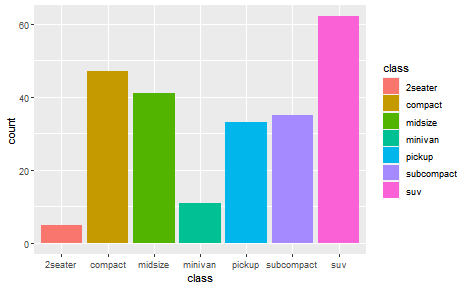 count
60
40
20
0
2seater compact midsize minivan pickup subcompact suv
class
class
2seater
compact
midsize
minivan
pickup
subcompact
suv